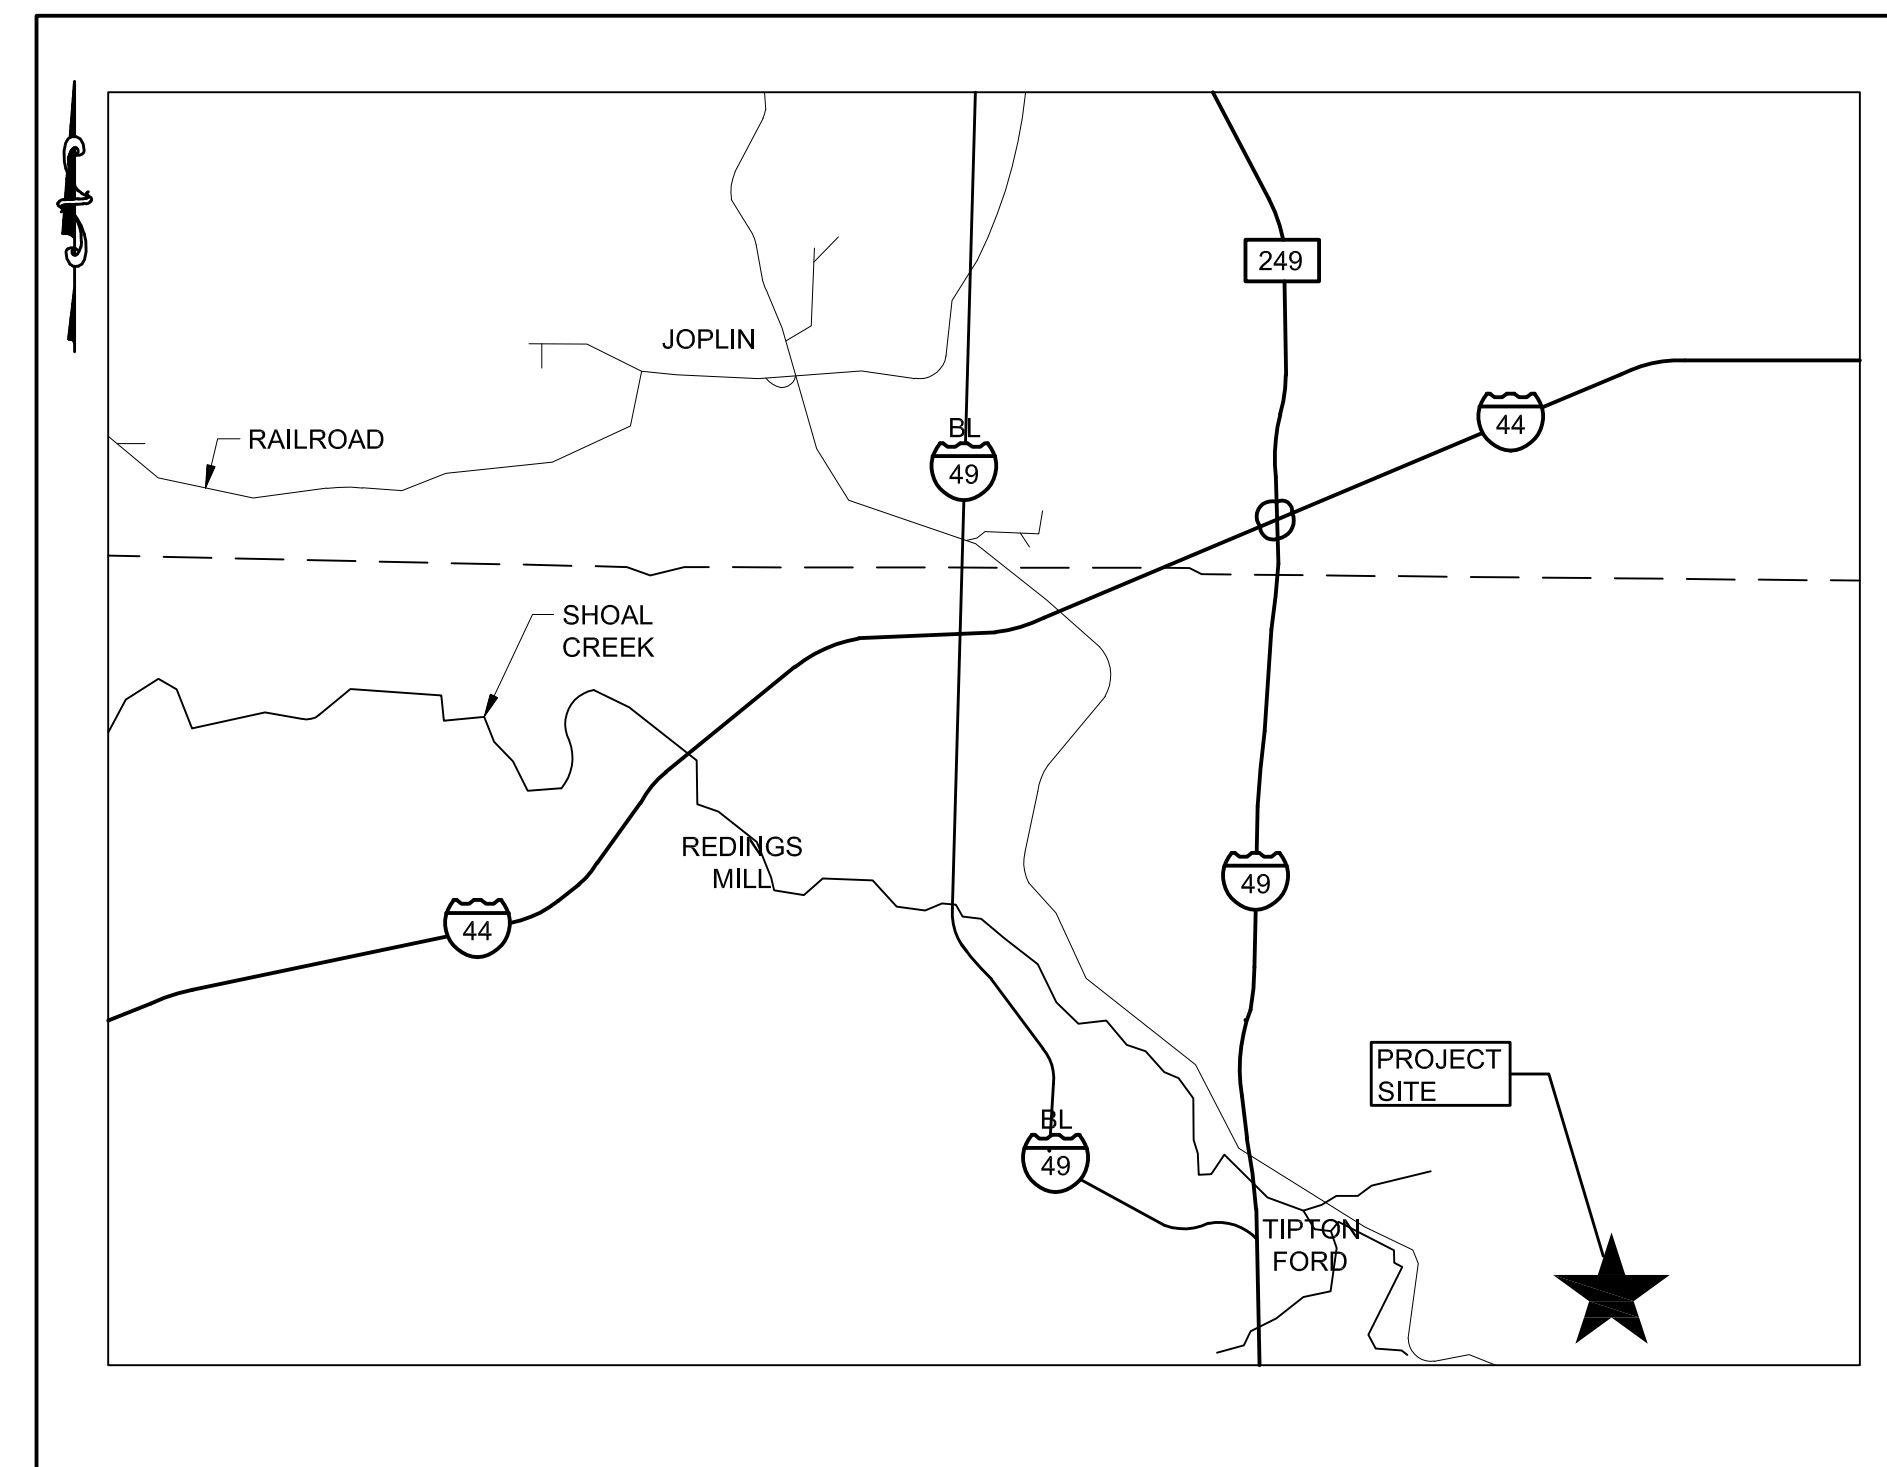 249
JOPLIN
44
RAILROAD
BL
49
SHOAL
CREEK
REDINGS
MILL
49
44
PROJECT
SITE
BL
49
TIPTON
FORD